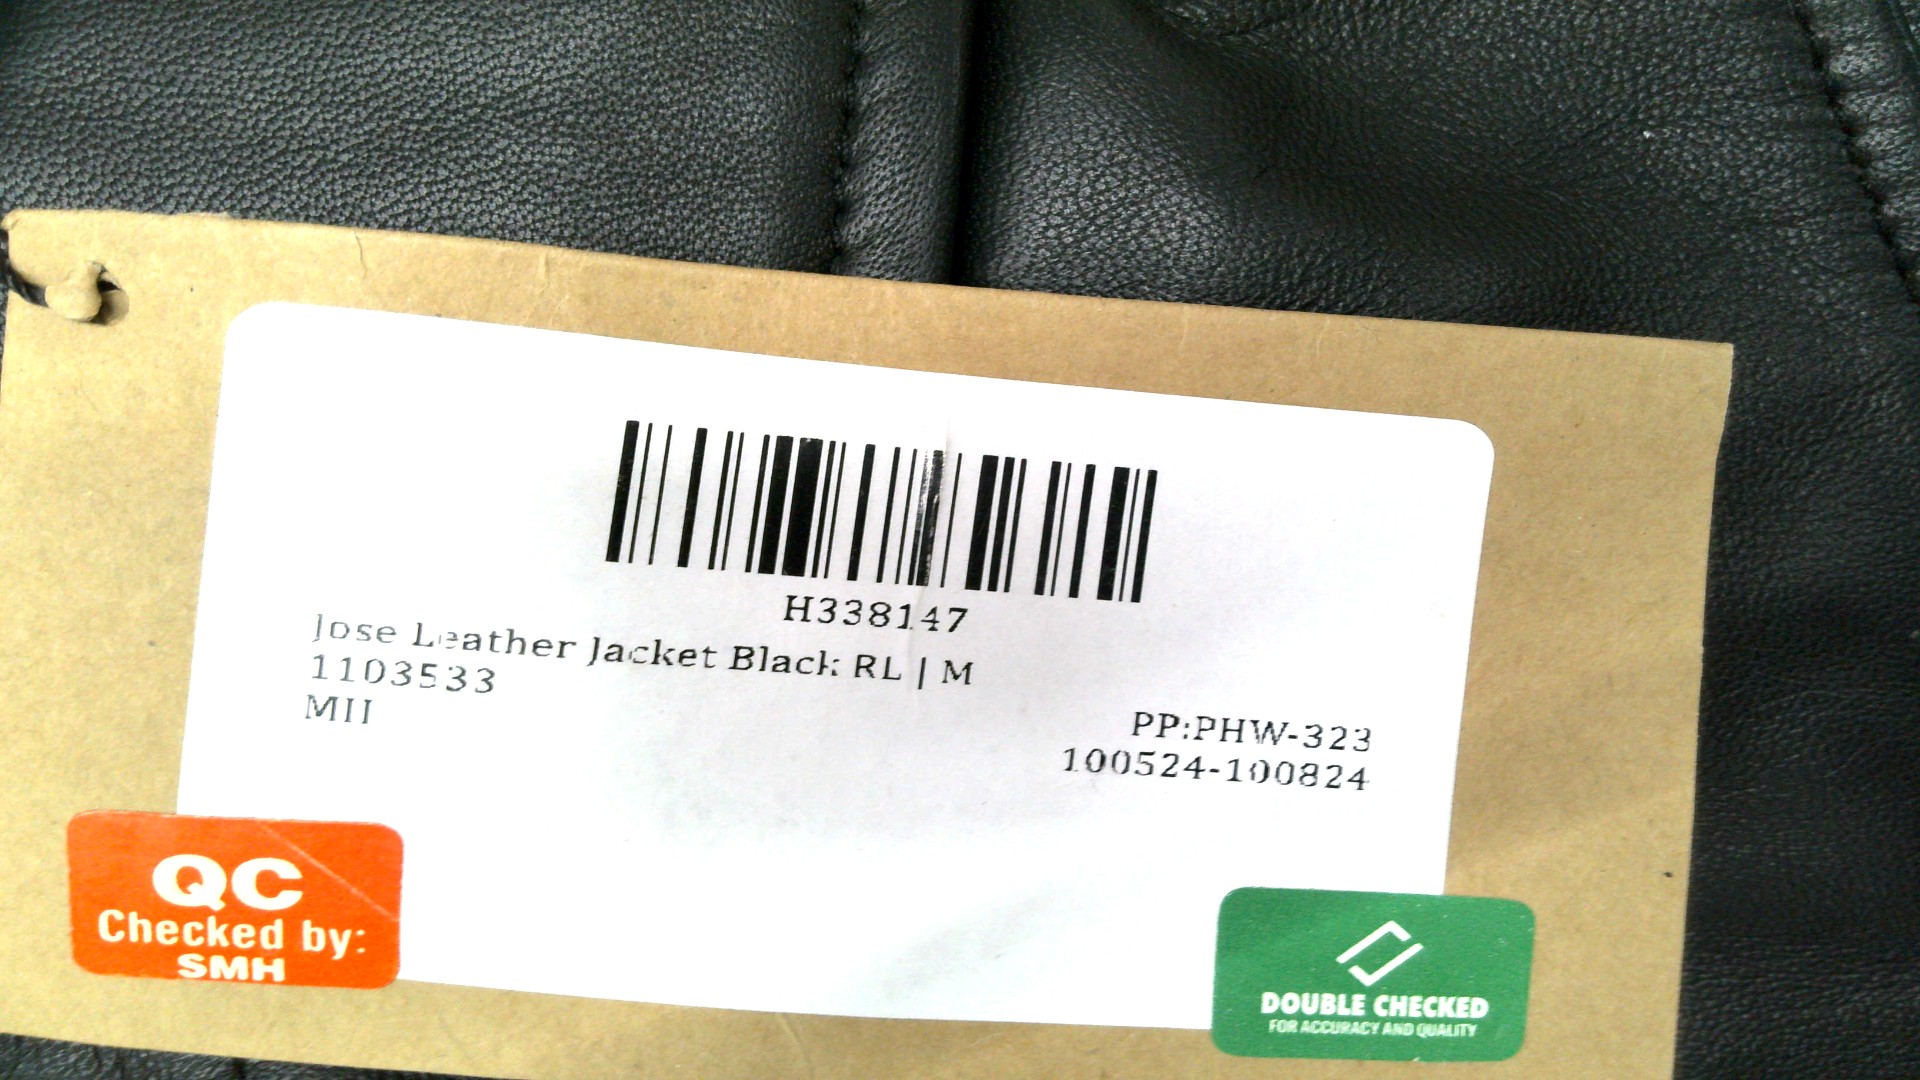 H338147
Jose Leather Jacket Black RL | M
1103533
MII
PP:PHW-323
100524-100824
QC
Checked by:
SMH
DOUBLE CHECKED
FOR ACCURACY AND QUALITY